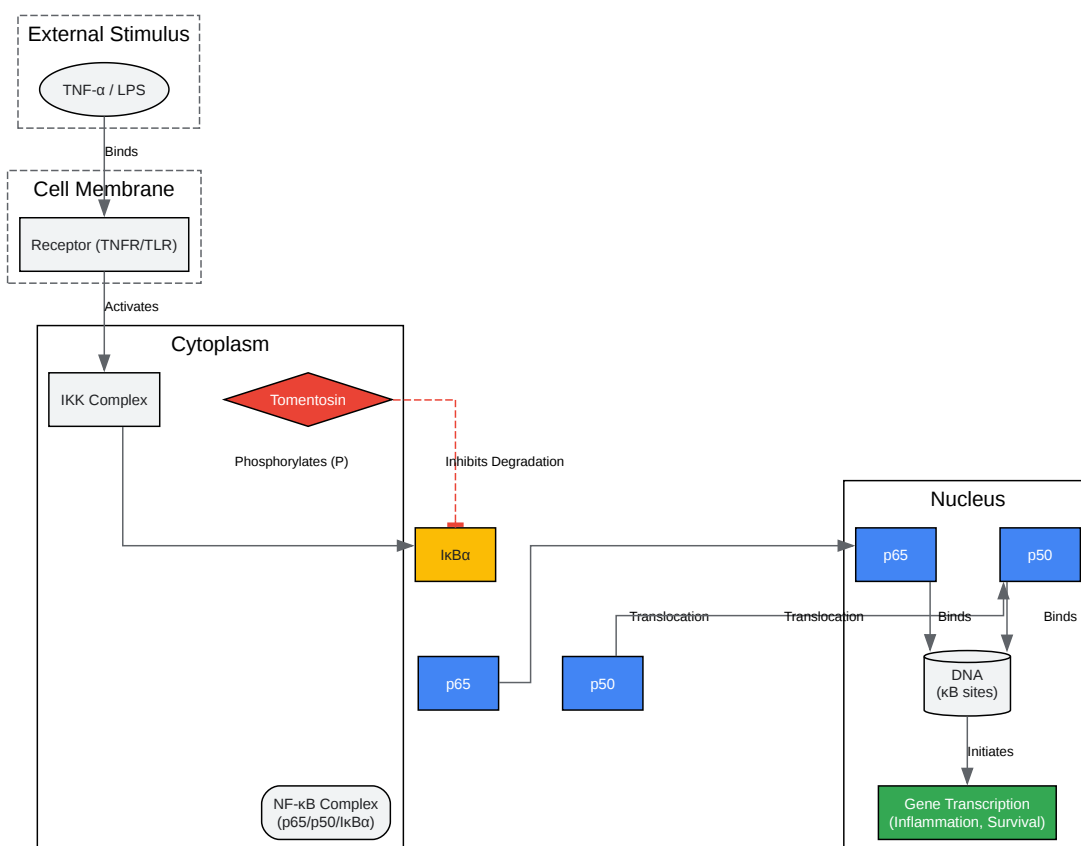 External Stimulus
TNF-α / LPS
Binds
Cell Membrane
Receptor (TNFR/TLR)
Activates
Cytoplasm
IKK Complex
Tomentosin
Phosphorylates (P)
Inhibits Degradation
Nucleus
IκBα
p65
p50
Translocation
Translocation
Binds
Binds
p65
p50
DNA
(κB sites)
Initiates
NF-κB Complex
(p65/p50/IκBα)
Gene Transcription
(Inflammation, Survival)